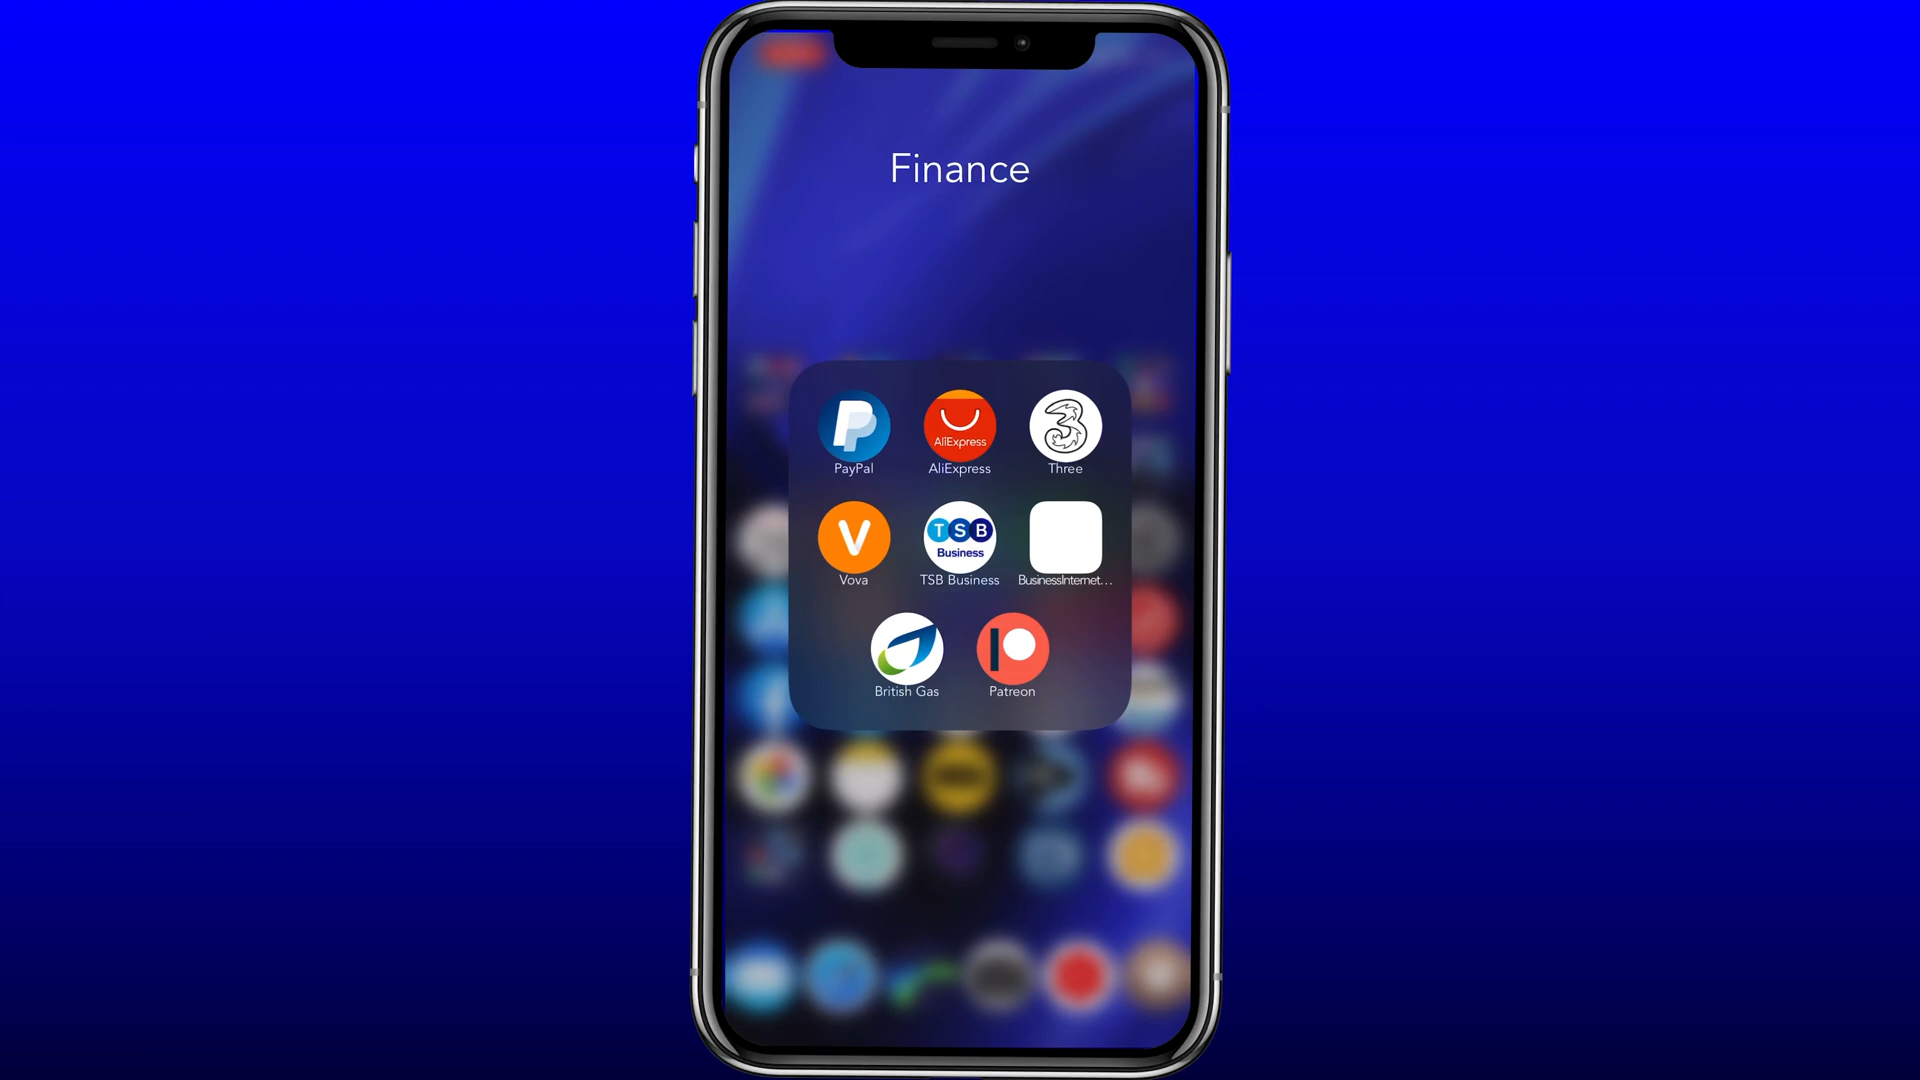 Finance
AliExpress
PayPal AliExpress Three
TSB
Business
Vova TSB Business BusinessInternet...
British Gas Patreon